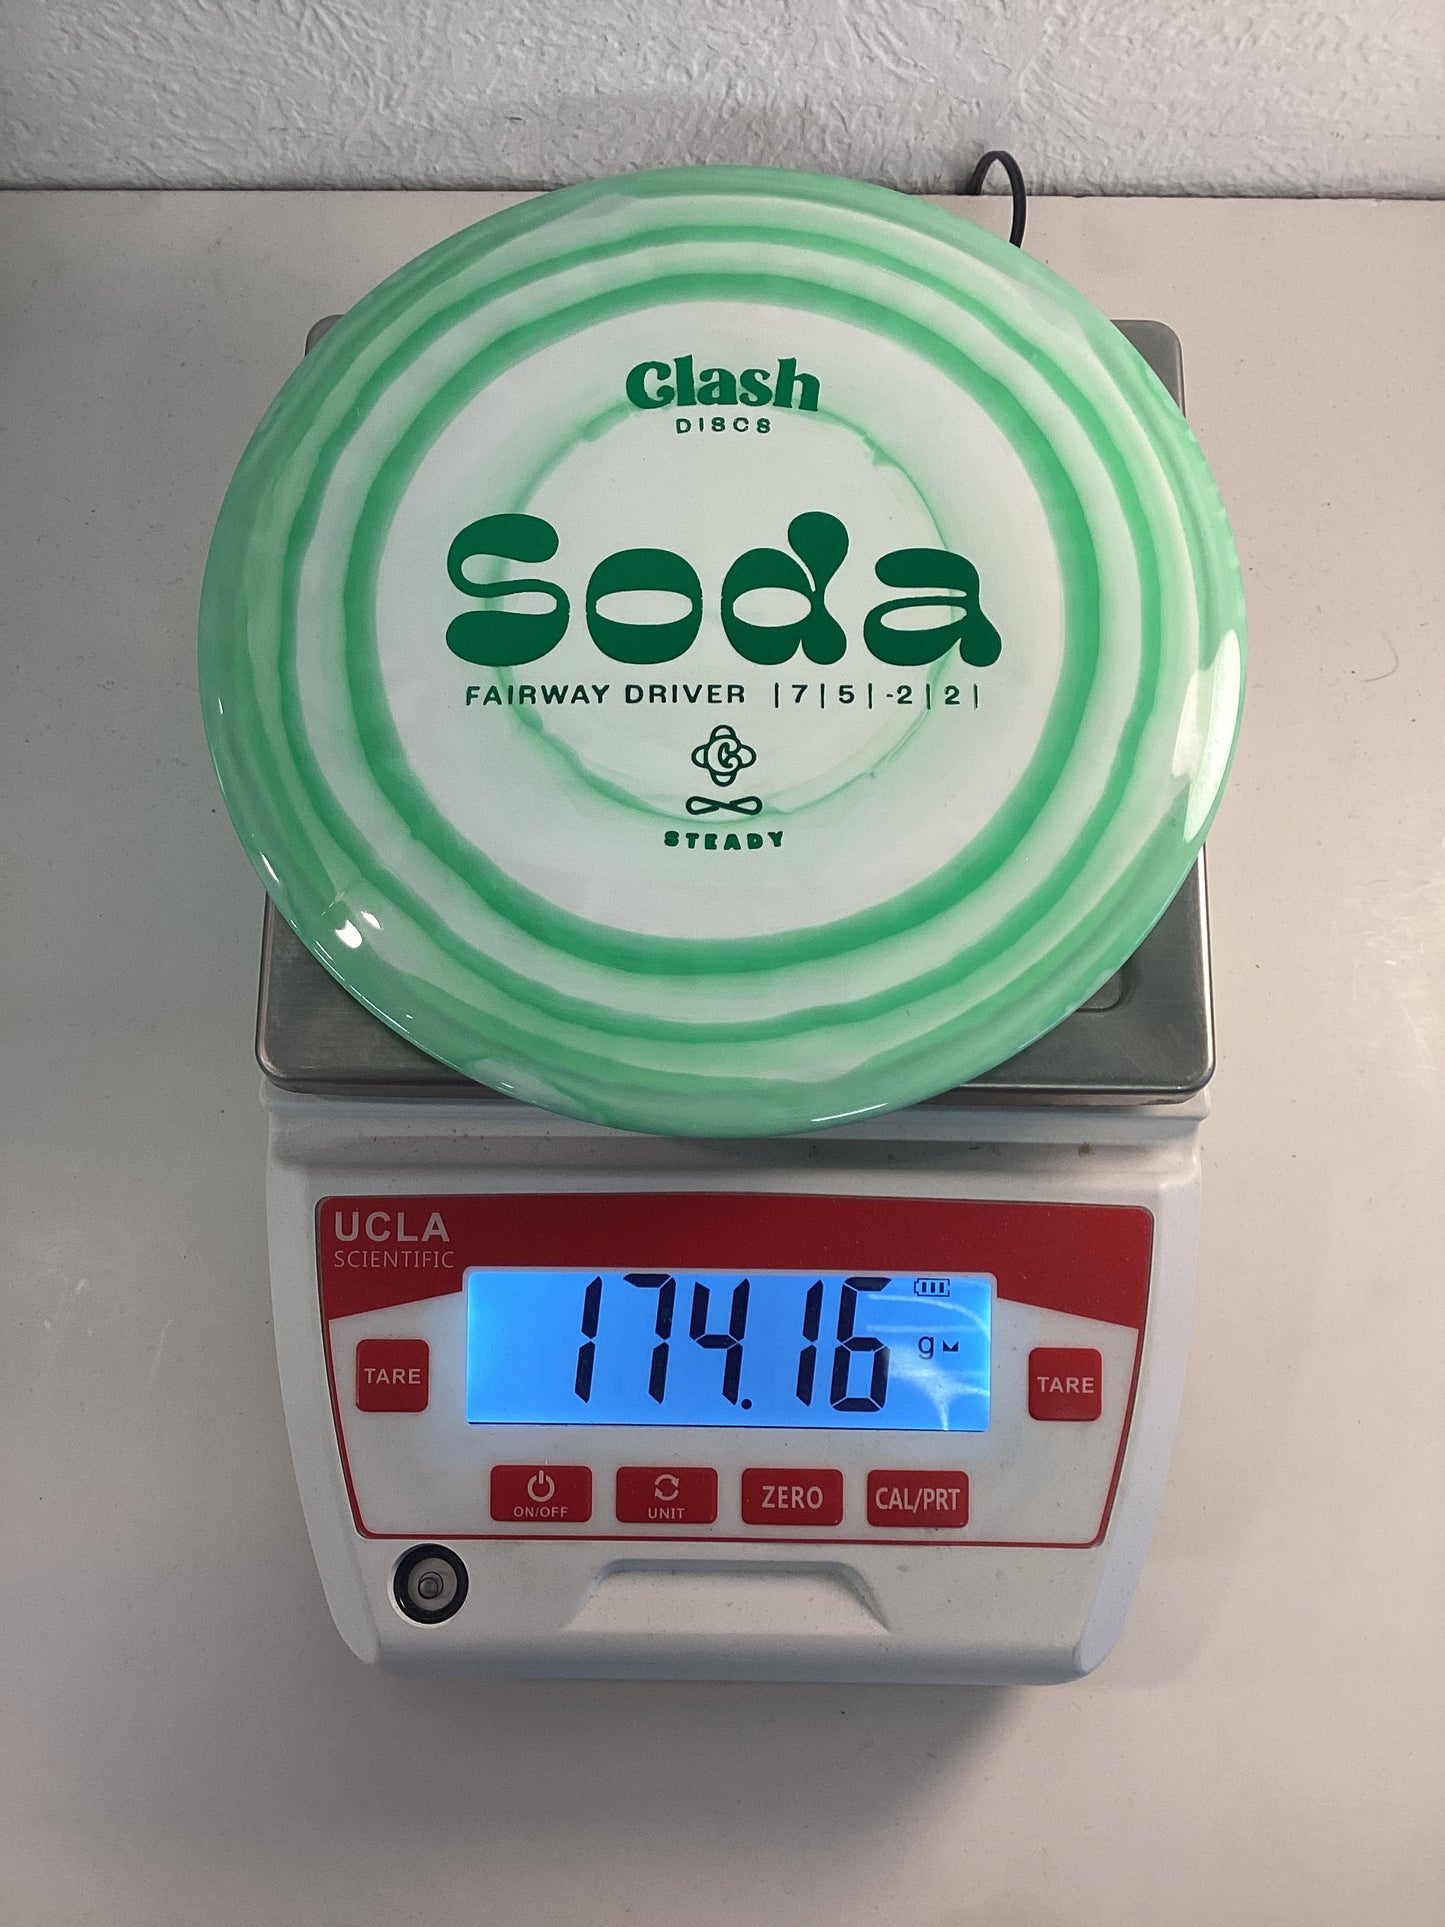 Clash
DISCS
Soda
FAIRWAY DRIVER | 7 | 5 | -2 | 2 |
C
STEADY
UCLA
SCIENTIFIC
174.16
g
TARE
TARE
ON/OFF
UNIT
ZERO
CAL/PRT